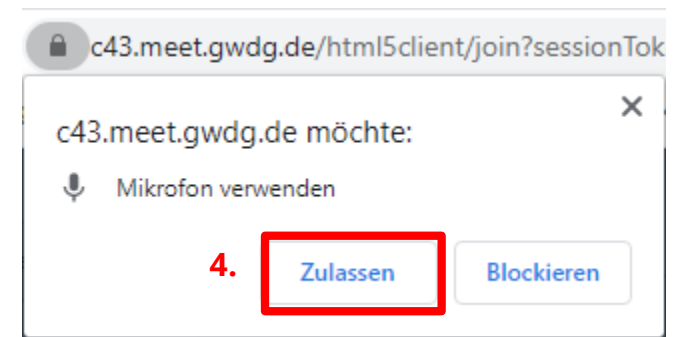 c43.meet.gwdg.de/html5client/join?sessionTok
c43.meet.gwdg.de möchte:
Mikrofon verwenden
4. Zulassen Blockieren